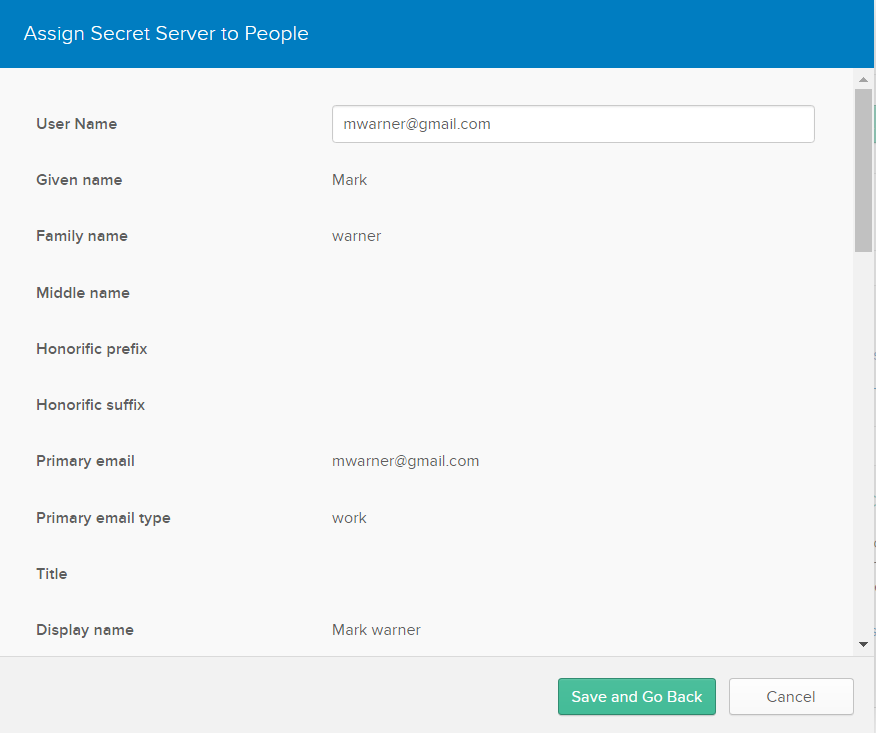 Assign Secret Server to People
User Name mwarner@gmail.com
Given name Mark
Family name warner
Middle name
Honorific prefix
Honorific suffix
Primary email mwarner@gmail.com
Primary email type work
Title
Display name Mark warner
Save and Go Back Cancel